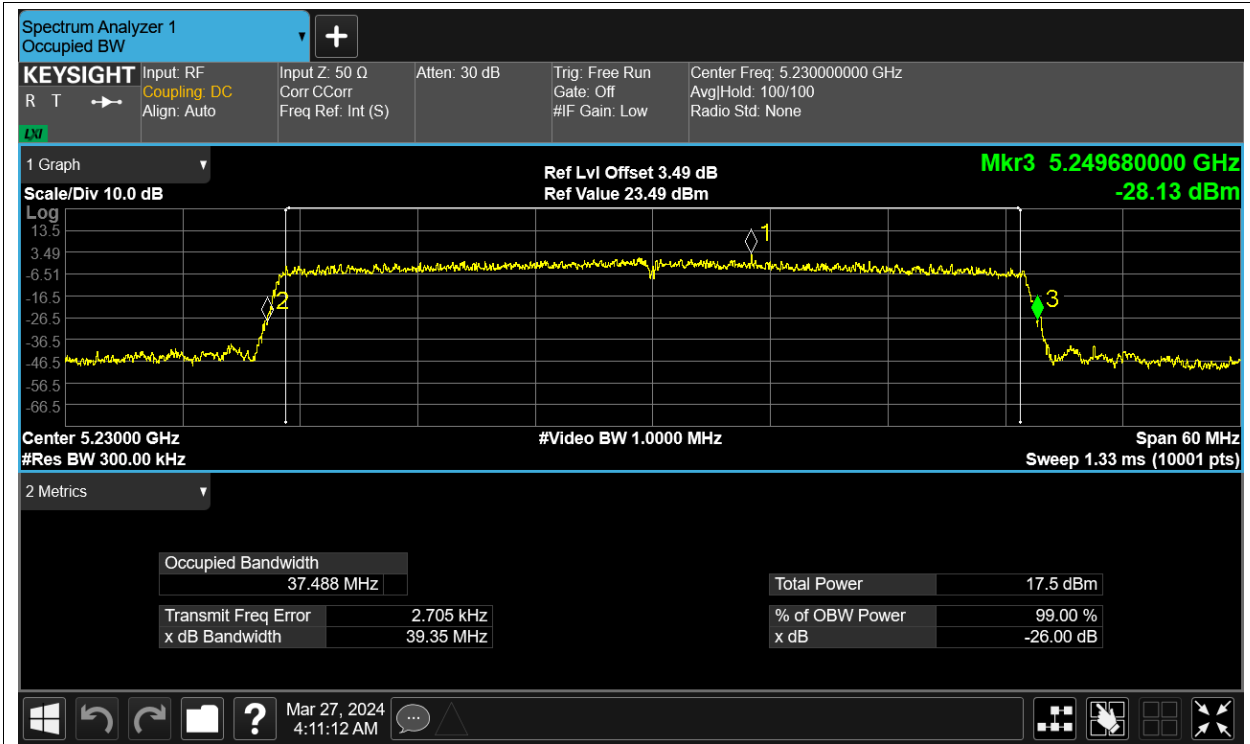 Spectrum Analyzer 1
Occupied BW
KEYSIGHT
R T
LXI
Input: RF
Coupling: DC
Align: Auto
Input Z: 50 Ω
Corr CCorr
Freq Ref: Int (S)
Atten: 30 dB
Trig: Free Run
Gate: Off
#IF Gain: Low
Center Freq: 5.230000000 GHz
Avg|Hold: 100/100
Radio Std: None
1 Graph
Scale/Div 10.0 dB
Ref Lvl Offset 3.49 dB
Ref Value 23.49 dBm
Mkr3 5.249680000 GHz
-28.13 dBm
Log
13.5
3.49
-6.51
-16.5
-26.5
-36.5
-46.5
-56.5
-66.5
1
2
3
Center 5.23000 GHz
#Res BW 300.00 kHz
#Video BW 1.0000 MHz
Span 60 MHz
Sweep 1.33 ms (10001 pts)
2 Metrics
Occupied Bandwidth
37.488 MHz
Transmit Freq Error 2.705 kHz
x dB Bandwidth 39.35 MHz
Total Power 17.5 dBm
% of OBW Power 99.00 %
x dB -26.00 dB
?
Mar 27, 2024
4:11:12 AM